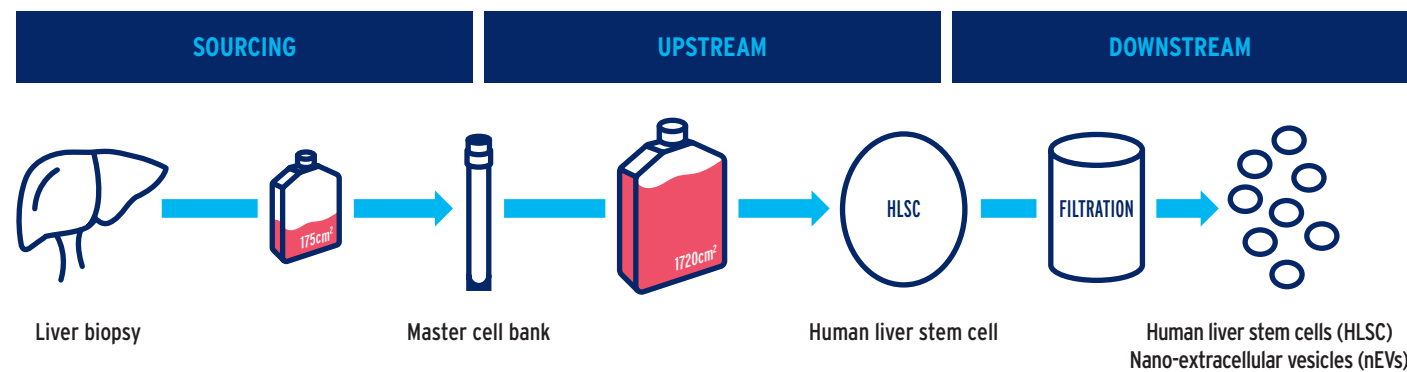 SOURCING
UPSTREAM
DOWNSTREAM
175cm²
1720cm²
HLSC
FILTRATION
Liver biopsy
Master cell bank
Human liver stem cell
Human liver stem cells (HLSC)
Nano-extracellular vesicles (nEVs)